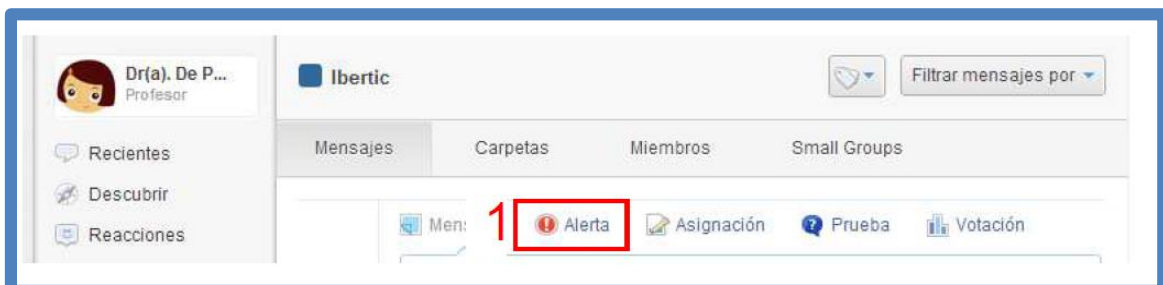 Dr(a). De P...
Profesor
Ibertic
Filtrar mensajes por
Recientes
Descubrir
Reacciones
Mensajes Carpetas Miembros Small Groups
1 Alerta Asignación Prueba Votación